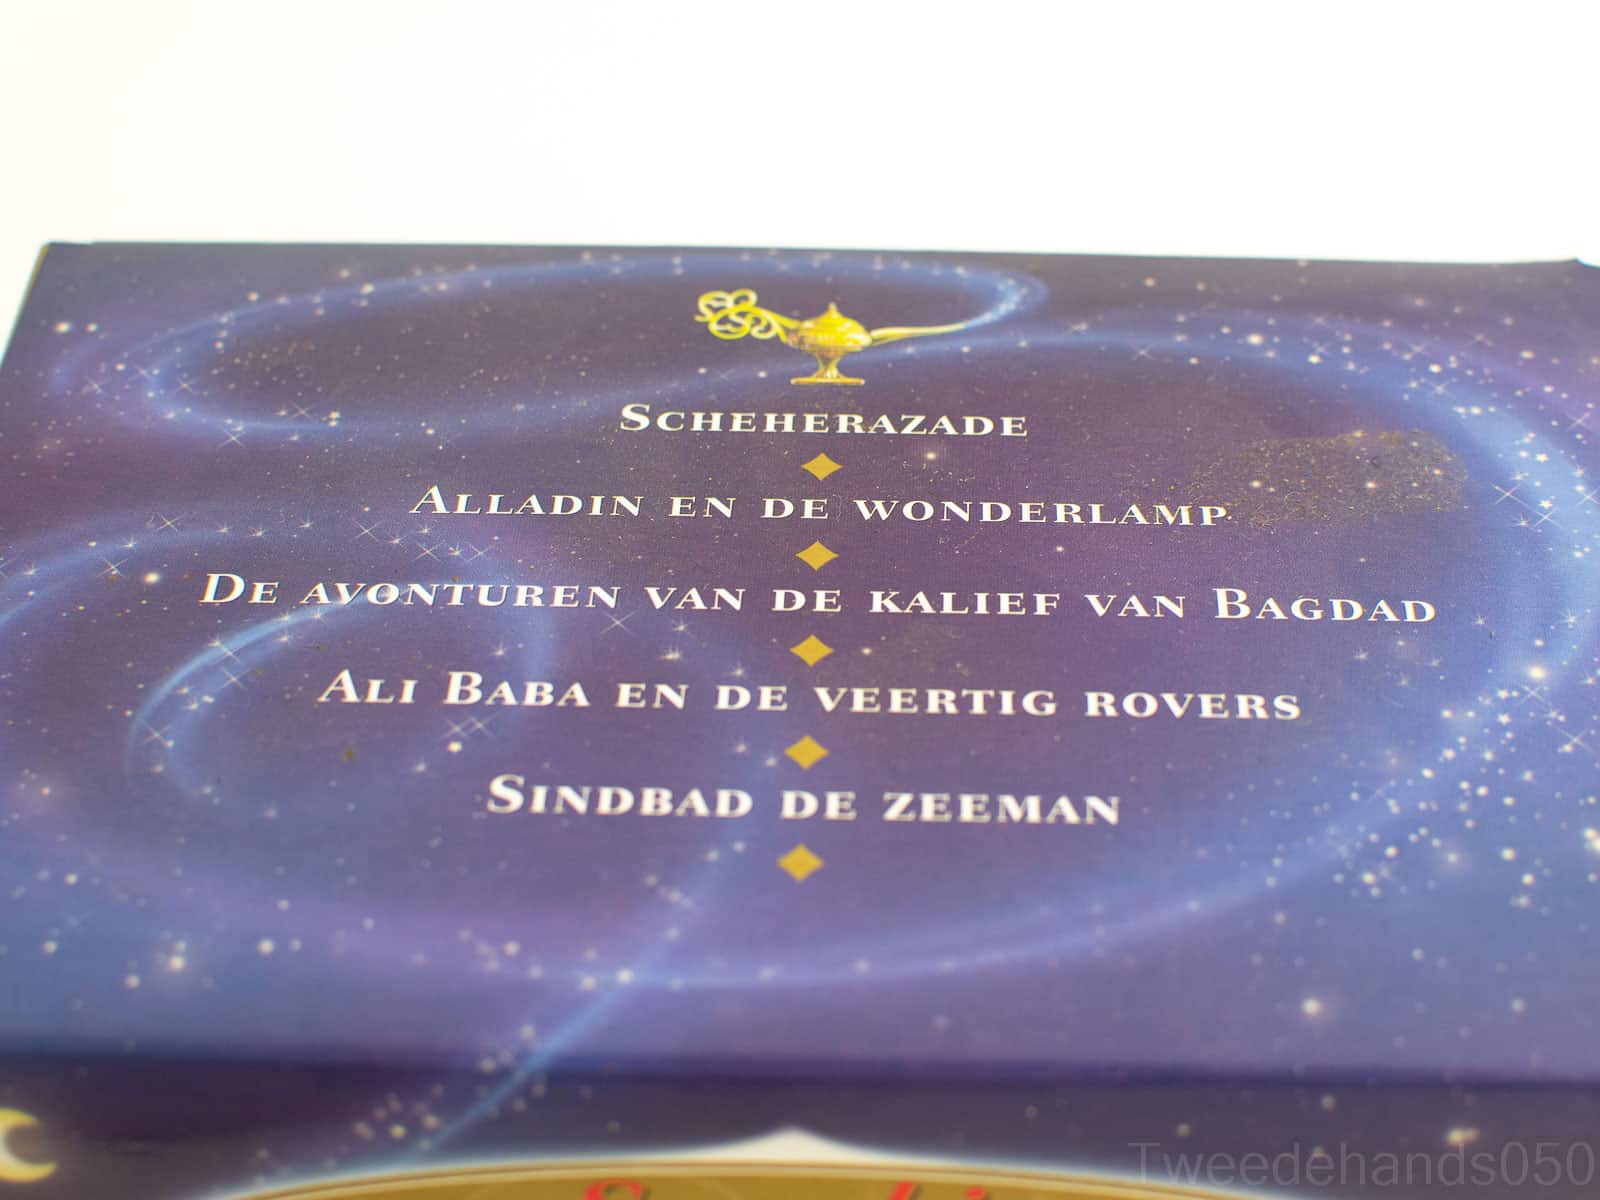 Scheherazade
Alladin en de wonderlamp
De avonturen van de kalief van Bagdad
Ali Baba en de veertig rovers
Sindbad de zeeman
Tweedehands050